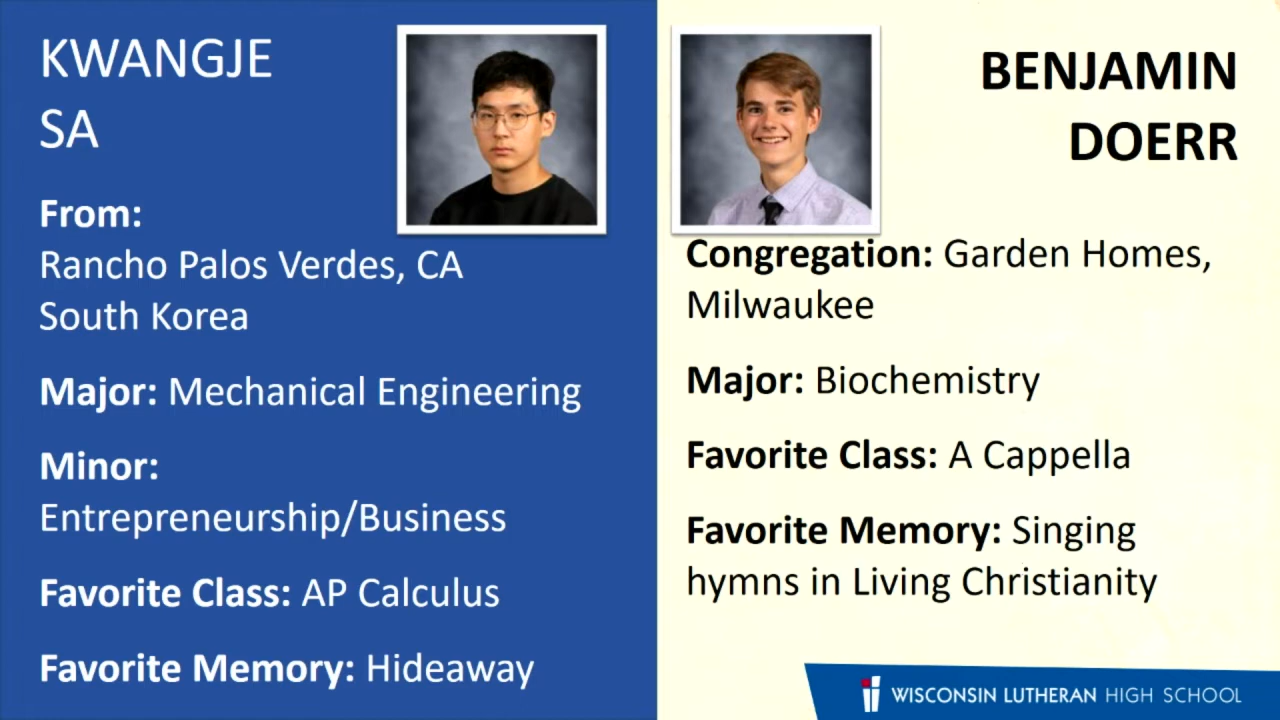 KWANGJE
SA
From:
Rancho Palos Verdes, CA
South Korea
Major: Mechanical Engineering
Minor:
Entrepreneurship/Business
Favorite Class: AP Calculus
Favorite Memory: Hideaway
BENJAMIN
DOERR
Congregation: Garden Homes,
Milwaukee
Major: Biochemistry
Favorite Class: A Cappella
Favorite Memory: Singing
hymns in Living Christianity
WISCONSIN LUTHERAN HIGH SCHOOL